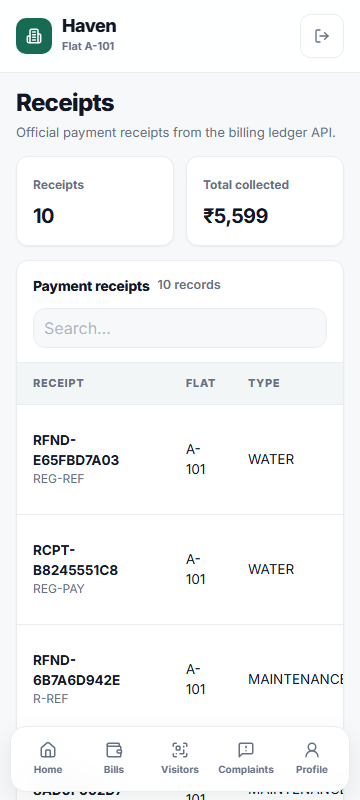 Haven
Flat A-101
Receipts
Official payment receipts from the billing ledger API.
Receipts
10
Total collected
₹5,599
Payment receipts 10 records
Search...
RECEIPT FLAT TYPE
RFND-
E65FBD7A03
REG-REF
A-
101
WATER
RCPT-
B8245551C8
REG-PAY
A-
101
WATER
RFND-
6B7A6D942E
R-REF
A-
101
MAINTENANCE
Home
Bills
Visitors
Complaints
Profile